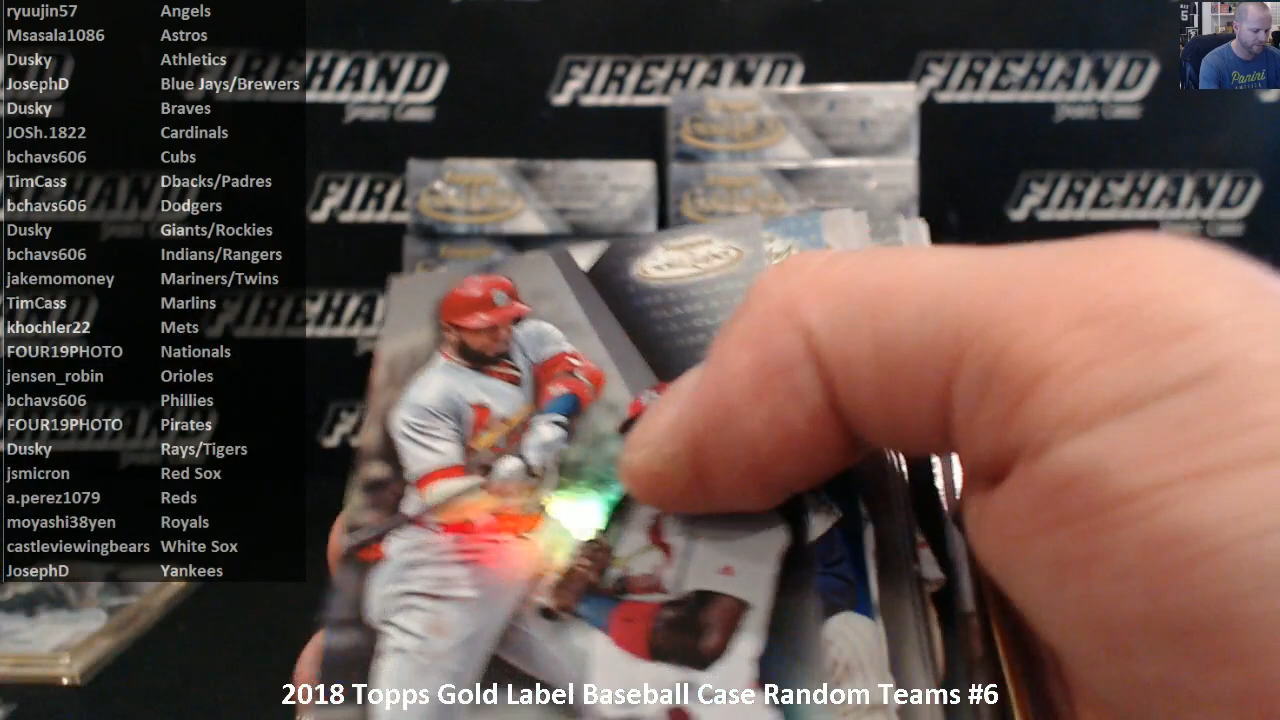 ryuujin57 Angels
Msasala1086 Astros
Dusky Athletics
JosephD Blue Jays/Brewers
Dusky Braves
JOSh.1822 Cardinals
bchavs606 Cubs
TimCass Dbacks/Padres
bchavs606 Dodgers
Dusky Giants/Rockies
bchavs606 Indians/Rangers
jakemomoney Mariners/Twins
TimCass Marlins
khochler22 Mets
FOUR19PHOTO Nationals
jensen_robin Orioles
bchavs606 Phillies
FOUR19PHOTO Pirates
Dusky Rays/Tigers
jsmicron Red Sox
a.perez1079 Reds
moyashi38yen Royals
castleviewingbears White Sox
JosephD Yankees
FIREHAND
FIREHAND
FIREHAND
Panini
2018 Topps Gold Label Baseball Case Random Teams #6